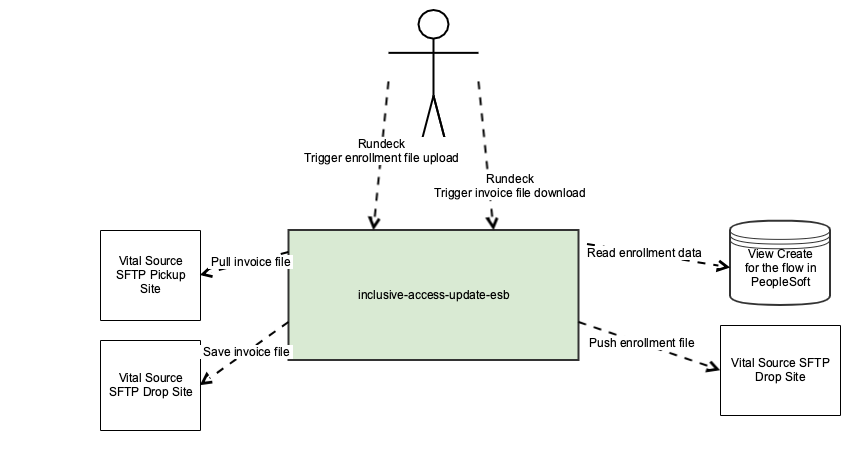 Rundeck
Trigger enrollment file upload
Rundeck
Trigger invoice file download
Vital Source
SFTP Pickup
Site
Pull invoice file
inclusive-access-update-esb
Read enrollment data
View Create
for the flow in
PeopleSoft
Vital Source
SFTP Drop Site
Save invoice file
Push enrollment file
Vital Source SFTP
Drop Site